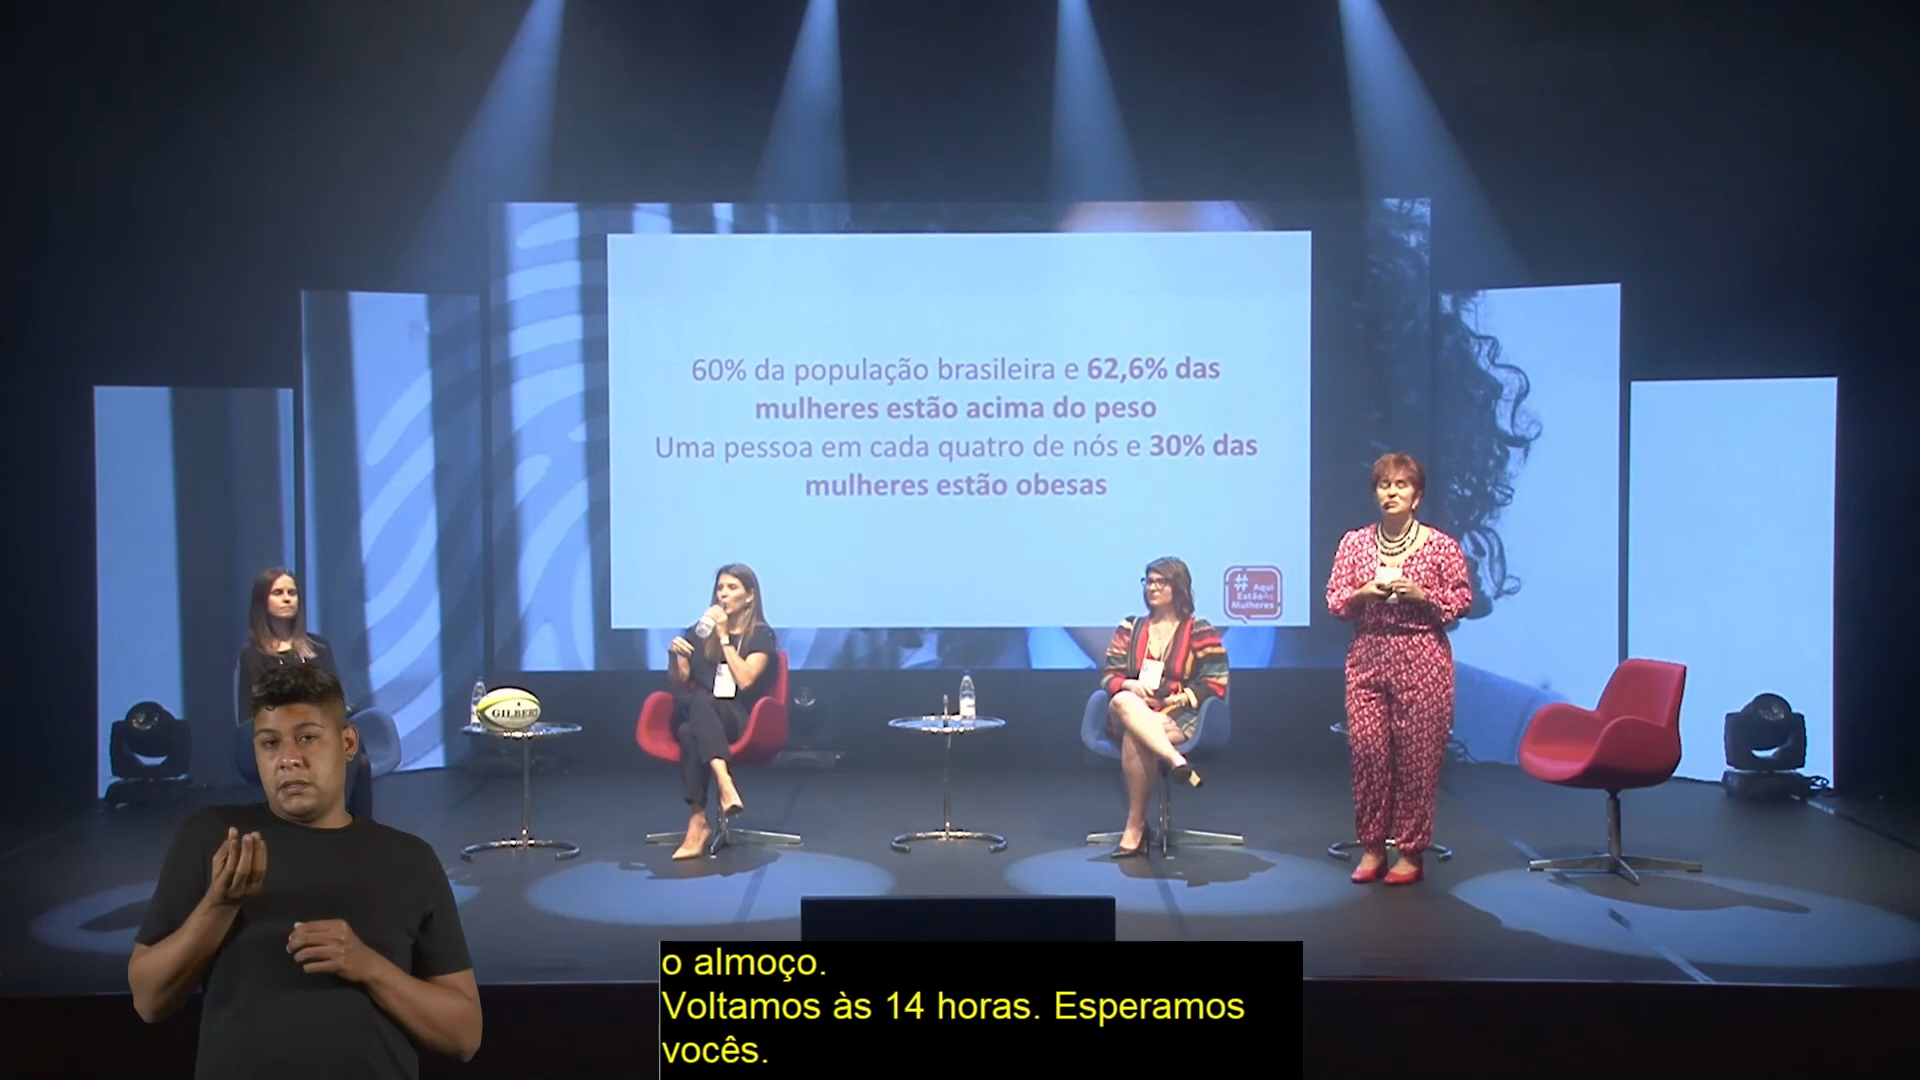 60% da população brasileira e 62,6% das
mulheres estão acima do peso
Uma pessoa em cada quatro de nós e 30% das
mulheres estão obesas
# Aqui
EstãoAs
Mulheres
GILBERT
o almoço.
Voltamos às 14 horas. Esperamos
vocês.